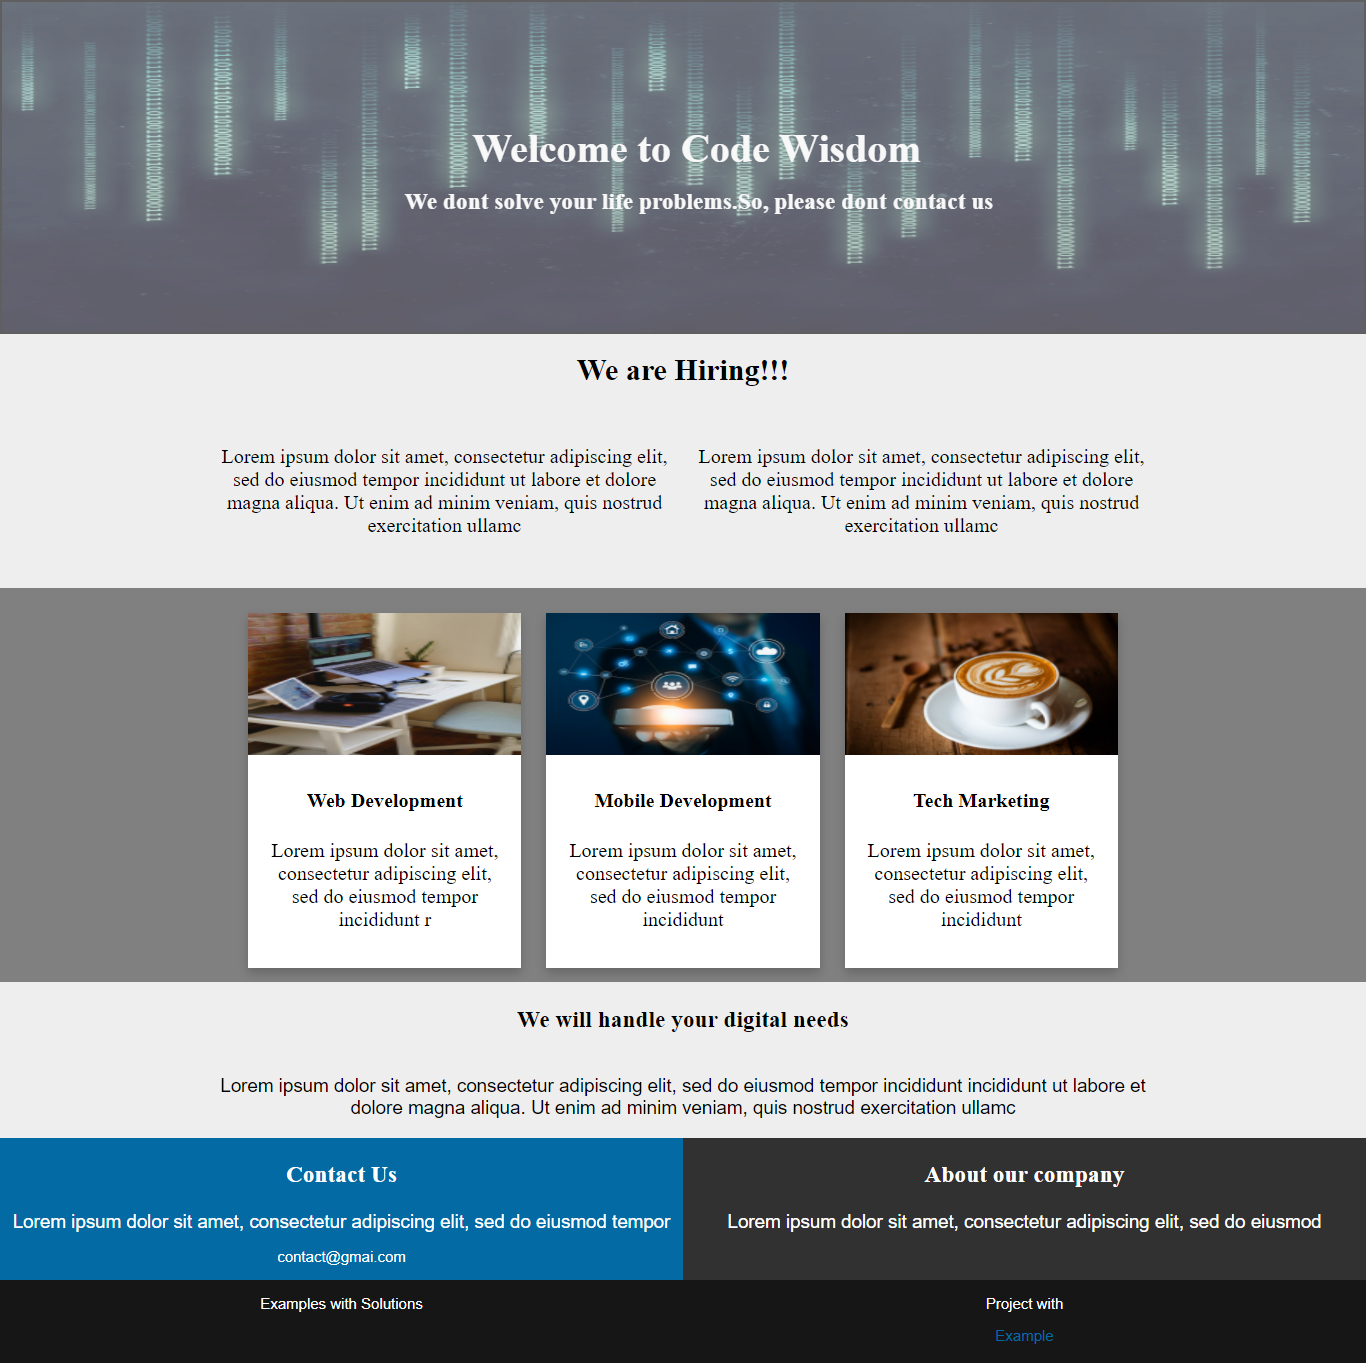 Welcome to Code Wisdom
We dont solve your life problems.So, please dont contact us
We are Hiring!!!
Lorem ipsum dolor sit amet, consectetur adipiscing elit,
sed do eiusmod tempor incididunt ut labore et dolore
magna aliqua. Ut enim ad minim veniam, quis nostrud
exercitation ullamc
Lorem ipsum dolor sit amet, consectetur adipiscing elit,
sed do eiusmod tempor incididunt ut labore et dolore
magna aliqua. Ut enim ad minim veniam, quis nostrud
exercitation ullamc
Web Development
Lorem ipsum dolor sit amet,
consectetur adipiscing elit,
sed do eiusmod tempor
incididunt r
Mobile Development
Lorem ipsum dolor sit amet,
consectetur adipiscing elit,
sed do eiusmod tempor
incididunt
Tech Marketing
Lorem ipsum dolor sit amet,
consectetur adipiscing elit,
sed do eiusmod tempor
incididunt
We will handle your digital needs
Lorem ipsum dolor sit amet, consectetur adipiscing elit, sed do eiusmod tempor incididunt incididunt ut labore et
dolore magna aliqua. Ut enim ad minim veniam, quis nostrud exercitation ullamc
Contact Us
Lorem ipsum dolor sit amet, consectetur adipiscing elit, sed do eiusmod tempor
contact@gmai.com
About our company
Lorem ipsum dolor sit amet, consectetur adipiscing elit, sed do eiusmod
Examples with Solutions
Project with
Example